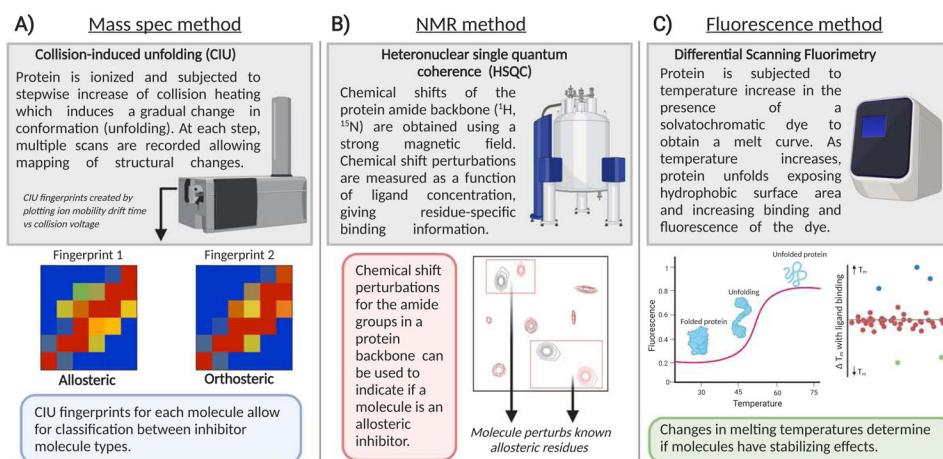 A) Mass spec method
Collision-induced unfolding (CIU)
Protein is ionized and subjected to
stepwise increase of collision heating
which induces a gradual change in
conformation (unfolding). At each step,
multiple scans are recorded allowing
mapping of structural changes.
CIU fingerprints created by
plotting ion mobility drift time
vs collision voltage
Fingerprint 1
Fingerprint 2
Allosteric
Orthosteric
CIU fingerprints for each molecule allow
for classification between inhibitor
molecule types.
B) NMR method
Heteronuclear single quantum
coherence (HSQC)
Chemical shifts of the
protein amide backbone (¹H,
¹⁵N) are obtained using a
strong magnetic field.
Chemical shift perturbations
are measured as a function
of ligand concentration,
giving residue-specific
binding information.
Chemical shift
perturbations
for the amide
groups in a
protein
backbone can
be used to
indicate if a
molecule is an
allosteric
inhibitor.
Molecule perturbs known
allosteric residues
C) Fluorescence method
Differential Scanning Fluorimetry
Protein is subjected to
temperature increase in the
presence of a
solvatochromatic dye to
obtain a melt curve. As
temperature increases,
protein unfolds exposing
hydrophobic surface area
and increasing binding and
fluorescence of the dye.
Unfolded protein
Unfolding
Folded protein
Fluorescence
0.8
0.6
0.4
0.2
0
30 45 60 75
Temperature
Δ Tₘ with ligand binding
↑ Tₘ
↓ Tₘ
Changes in melting temperatures determine
if molecules have stabilizing effects.